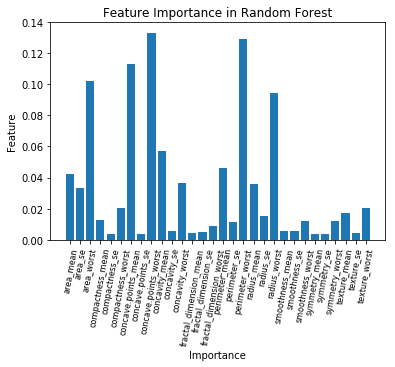 Feature Importance in Random Forest
0.14
0.12
0.10
0.08
0.06
0.04
0.02
0.00
Feature
area_mean
area_se
area_worst
compactness_mean
compactness_se
compactness_worst
concave.points_mean
concave.points_se
concave.points_worst
concavity_mean
concavity_se
concavity_worst
fractal_dimension_mean
fractal_dimension_se
fractal_dimension_worst
perimeter_mean
perimeter_se
perimeter_worst
radius_mean
radius_se
radius_worst
smoothness_mean
smoothness_se
smoothness_worst
symmetry_mean
symmetry_se
symmetry_worst
texture_mean
texture_se
texture_worst
Importance